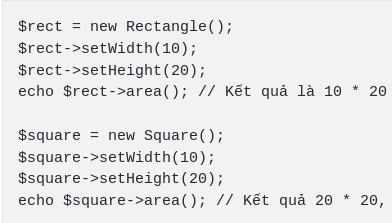 $rect = new Rectangle();
$rect->setWidth(10);
$rect->setHeight(20);
echo $rect->area(); // Kết quả là 10 * 20
$square = new Square();
$square->setWidth(10);
$square->setHeight(20);
echo $square->area(); // Kết quả 20 * 20,